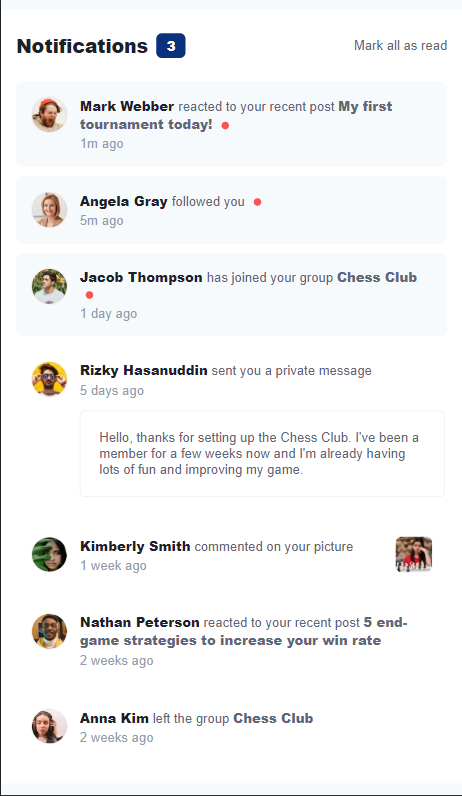 Notifications 3
Mark all as read
Mark Webber reacted to your recent post My first
tournament today!
1m ago
Angela Gray followed you
5m ago
Jacob Thompson has joined your group Chess Club
1 day ago
Rizky Hasanuddin sent you a private message
5 days ago
Hello, thanks for setting up the Chess Club. I've been a
member for a few weeks now and I'm already having
lots of fun and improving my game.
Kimberly Smith commented on your picture
1 week ago
Nathan Peterson reacted to your recent post 5 end-
game strategies to increase your win rate
2 weeks ago
Anna Kim left the group Chess Club
2 weeks ago